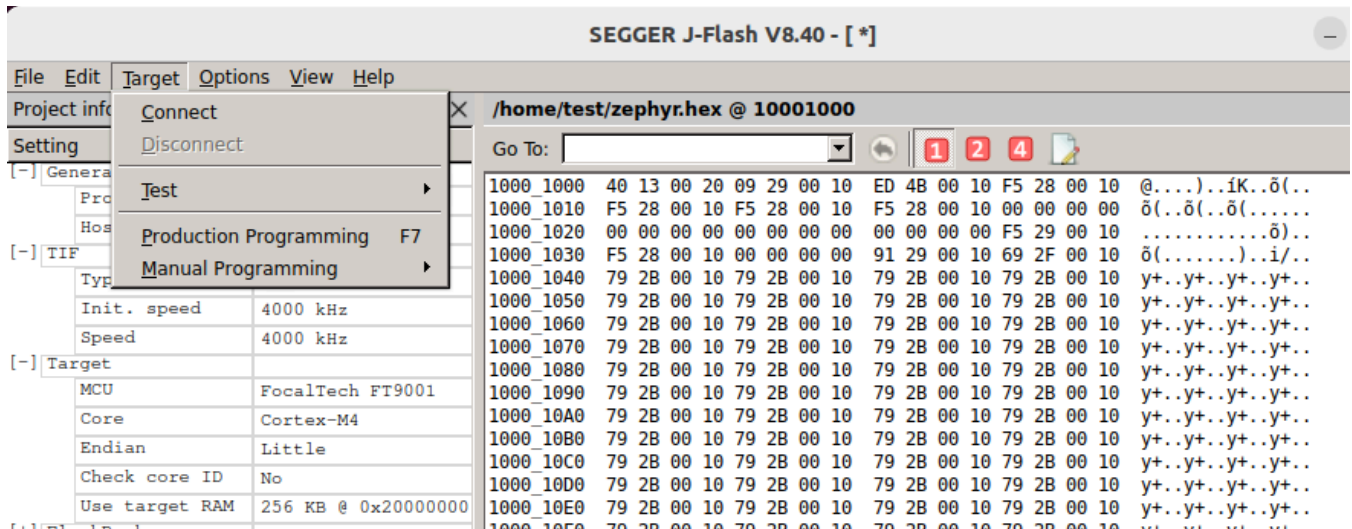 SEGGER J-Flash V8.40 - [ *]
File Edit Target Options View Help
Project info
Connect
Disconnect
Test
Production Programming F7
Manual Programming
Setting
[-] Genera
Pro
Hos
[-] TIF
Typ
Init. speed 4000 kHz
Speed 4000 kHz
[-] Target
MCU FocalTech FT9001
Core Cortex-M4
Endian Little
Check core ID No
Use target RAM 256 KB @ 0x20000000
/home/test/zephyr.hex @ 10001000
Go To:
1 2 4
1000_1000 40 13 00 20 09 29 00 10 ED 4B 00 10 F5 28 00 10 @....)..íK..õ(..
1000_1010 F5 28 00 10 F5 28 00 10 F5 28 00 10 00 00 00 00 õ(..õ(..õ(......
1000_1020 00 00 00 00 00 00 00 00 00 00 00 00 F5 29 00 10 ............õ)..
1000_1030 F5 28 00 10 00 00 00 00 91 29 00 10 69 2F 00 10 õ(.......)..i/..
1000_1040 79 2B 00 10 79 2B 00 10 79 2B 00 10 79 2B 00 10 y+..y+..y+..y+..
1000_1050 79 2B 00 10 79 2B 00 10 79 2B 00 10 79 2B 00 10 y+..y+..y+..y+..
1000_1060 79 2B 00 10 79 2B 00 10 79 2B 00 10 79 2B 00 10 y+..y+..y+..y+..
1000_1070 79 2B 00 10 79 2B 00 10 79 2B 00 10 79 2B 00 10 y+..y+..y+..y+..
1000_1080 79 2B 00 10 79 2B 00 10 79 2B 00 10 79 2B 00 10 y+..y+..y+..y+..
1000_1090 79 2B 00 10 79 2B 00 10 79 2B 00 10 79 2B 00 10 y+..y+..y+..y+..
1000_10A0 79 2B 00 10 79 2B 00 10 79 2B 00 10 79 2B 00 10 y+..y+..y+..y+..
1000_10B0 79 2B 00 10 79 2B 00 10 79 2B 00 10 79 2B 00 10 y+..y+..y+..y+..
1000_10C0 79 2B 00 10 79 2B 00 10 79 2B 00 10 79 2B 00 10 y+..y+..y+..y+..
1000_10D0 79 2B 00 10 79 2B 00 10 79 2B 00 10 79 2B 00 10 y+..y+..y+..y+..
1000_10E0 79 2B 00 10 79 2B 00 10 79 2B 00 10 79 2B 00 10 y+..y+..y+..y+..